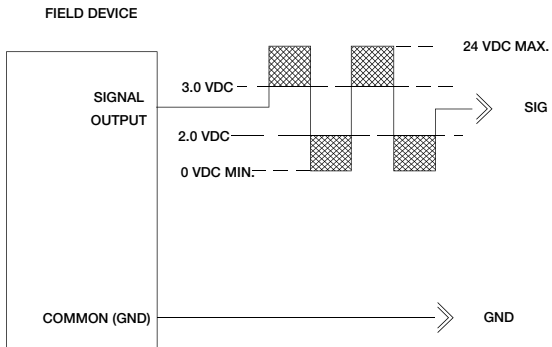 FIELD DEVICE
24 VDC MAX.
3.0 VDC
SIGNAL
OUTPUT
SIG
2.0 VDC
0 VDC MIN.
COMMON (GND)
GND